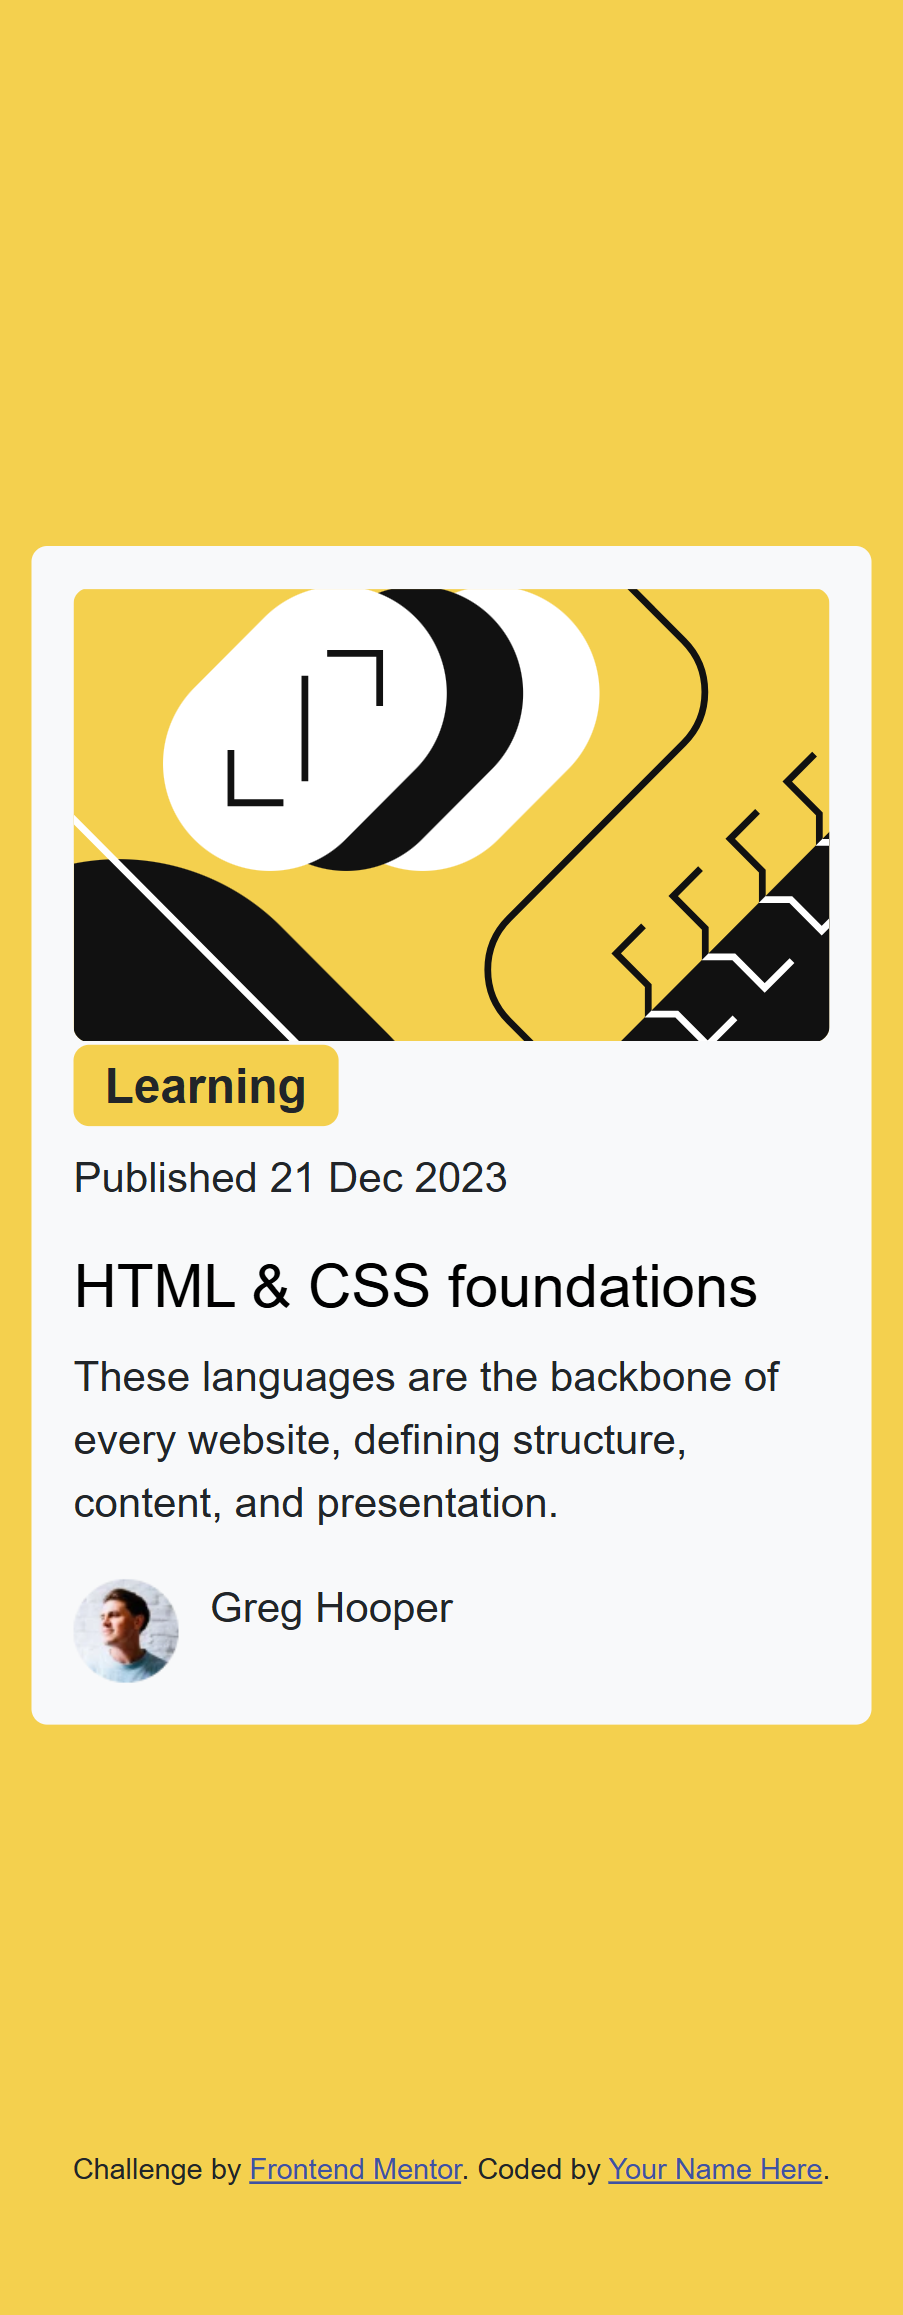 Learning
Published 21 Dec 2023
HTML & CSS foundations
These languages are the backbone of
every website, defining structure,
content, and presentation.
Greg Hooper
Challenge by Frontend Mentor. Coded by Your Name Here.